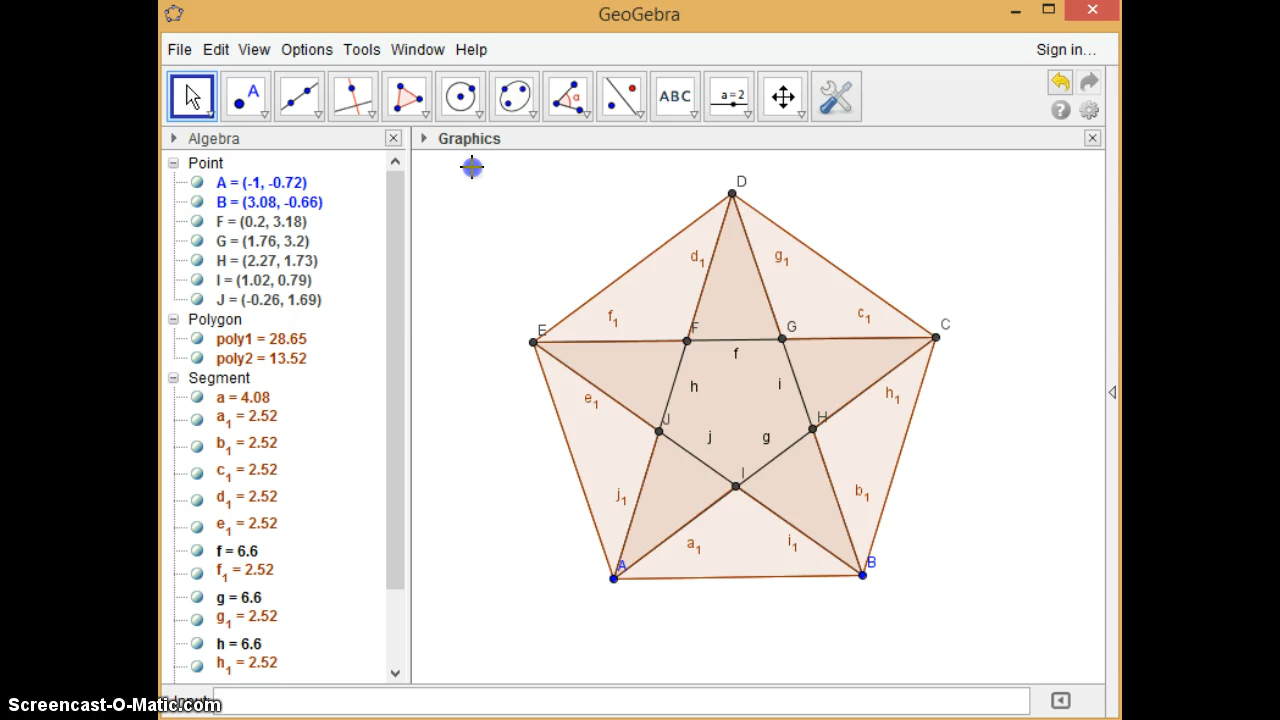 GeoGebra
File Edit View Options Tools Window Help Sign in...
A α ABC a=2
Algebra Graphics
Point
A = (-1, -0.72)
B = (3.08, -0.66)
F = (0.2, 3.18)
G = (1.76, 3.2)
H = (2.27, 1.73)
I = (1.02, 0.79)
J = (-0.26, 1.69)
Polygon
poly1 = 28.65
poly2 = 13.52
Segment
a = 4.08
a1 = 2.52
b1 = 2.52
c1 = 2.52
d1 = 2.52
e1 = 2.52
f = 6.6
f1 = 2.52
g = 6.6
g1 = 2.52
h = 6.6
h1 = 2.52
D
d1 g1
f1 c1
E F G C
f
h i
e1 h1
J H
j g
I
j1 b1
a1 i1
A B
Screencast-O-Matic.com